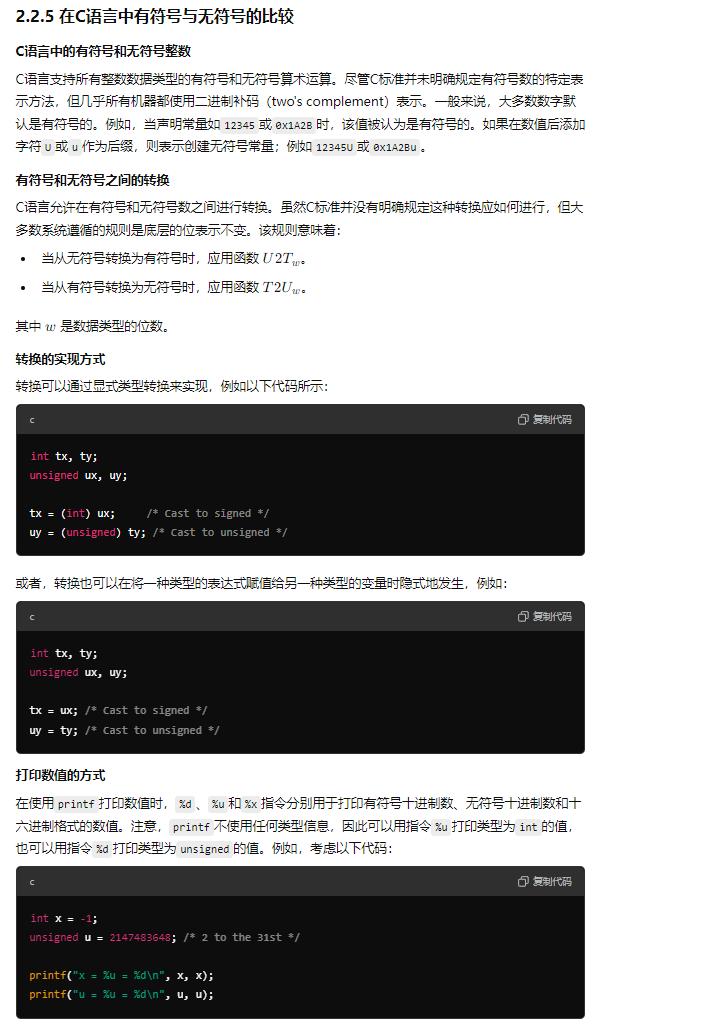 2.2.5 在C语言中有符号与无符号的比较
C语言中的有符号和无符号整数
C语言支持所有整数数据类型的有符号和无符号算术运算。尽管C标准并未明确规定有符号数的特定表
示方法，但几乎所有机器都使用二进制补码（two's complement）表示。一般来说，大多数数字默
认是有符号的。例如，当声明常量如 12345 或 0x1A2B 时，该值被认为是有符号的。如果在数值后添加
字符 U 或 u 作为后缀，则表示创建无符号常量；例如 12345U 或 0x1A2Bu 。
有符号和无符号之间的转换
C语言允许在有符号和无符号数之间进行转换。虽然C标准并没有明确规定这种转换应如何进行，但大
多数系统遵循的规则是底层的位表示不变。该规则意味着：
• 当从无符号转换为有符号时，应用函数 U2Tw。
• 当从有符号转换为无符号时，应用函数 T2Uw。
其中 w 是数据类型的位数。
转换的实现方式
转换可以通过显式类型转换来实现，例如以下代码所示：
c 复制代码
int tx, ty;
unsigned ux, uy;
tx = (int) ux; /* Cast to signed */
uy = (unsigned) ty; /* Cast to unsigned */
或者，转换也可以在将一种类型的表达式赋值给另一种类型的变量时隐式地发生，例如：
c 复制代码
int tx, ty;
unsigned ux, uy;
tx = ux; /* Cast to signed */
uy = ty; /* Cast to unsigned */
打印数值的方式
在使用 printf 打印数值时， %d 、 %u 和 %x 指令分别用于打印有符号十进制数、无符号十进制数和十
六进制格式的数值。注意， printf 不使用任何类型信息，因此可以用指令 %u 打印类型为 int 的值，
也可以用指令 %d 打印类型为 unsigned 的值。例如，考虑以下代码：
c 复制代码
int x = -1;
unsigned u = 2147483648; /* 2 to the 31st */
printf("x = %u = %d\n", x, x);
printf("u = %u = %d\n", u, u);